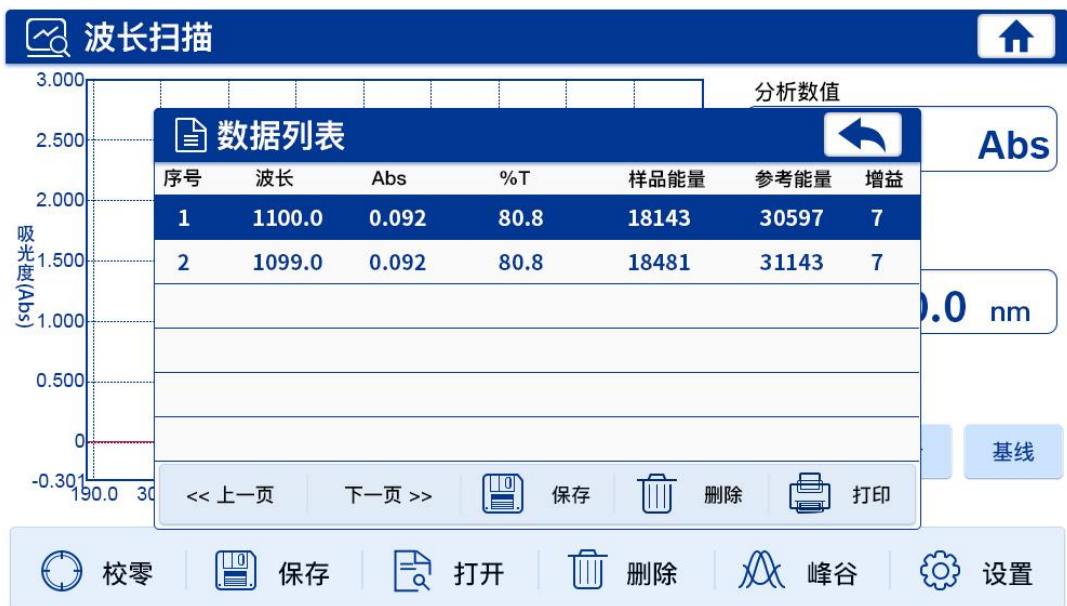 波长扫描
3.000
2.500
2.000
1.500
1.000
0.500
0
-0.301
吸光度(Abs)
190.0 30
分析数值
Abs
.0 nm
基线
数据列表
序号 波长 Abs %T 样品能量 参考能量 增益
1 1100.0 0.092 80.8 18143 30597 7
2 1099.0 0.092 80.8 18481 31143 7
<< 上一页 下一页 >> 保存 删除 打印
校零 保存 打开 删除 峰谷 设置